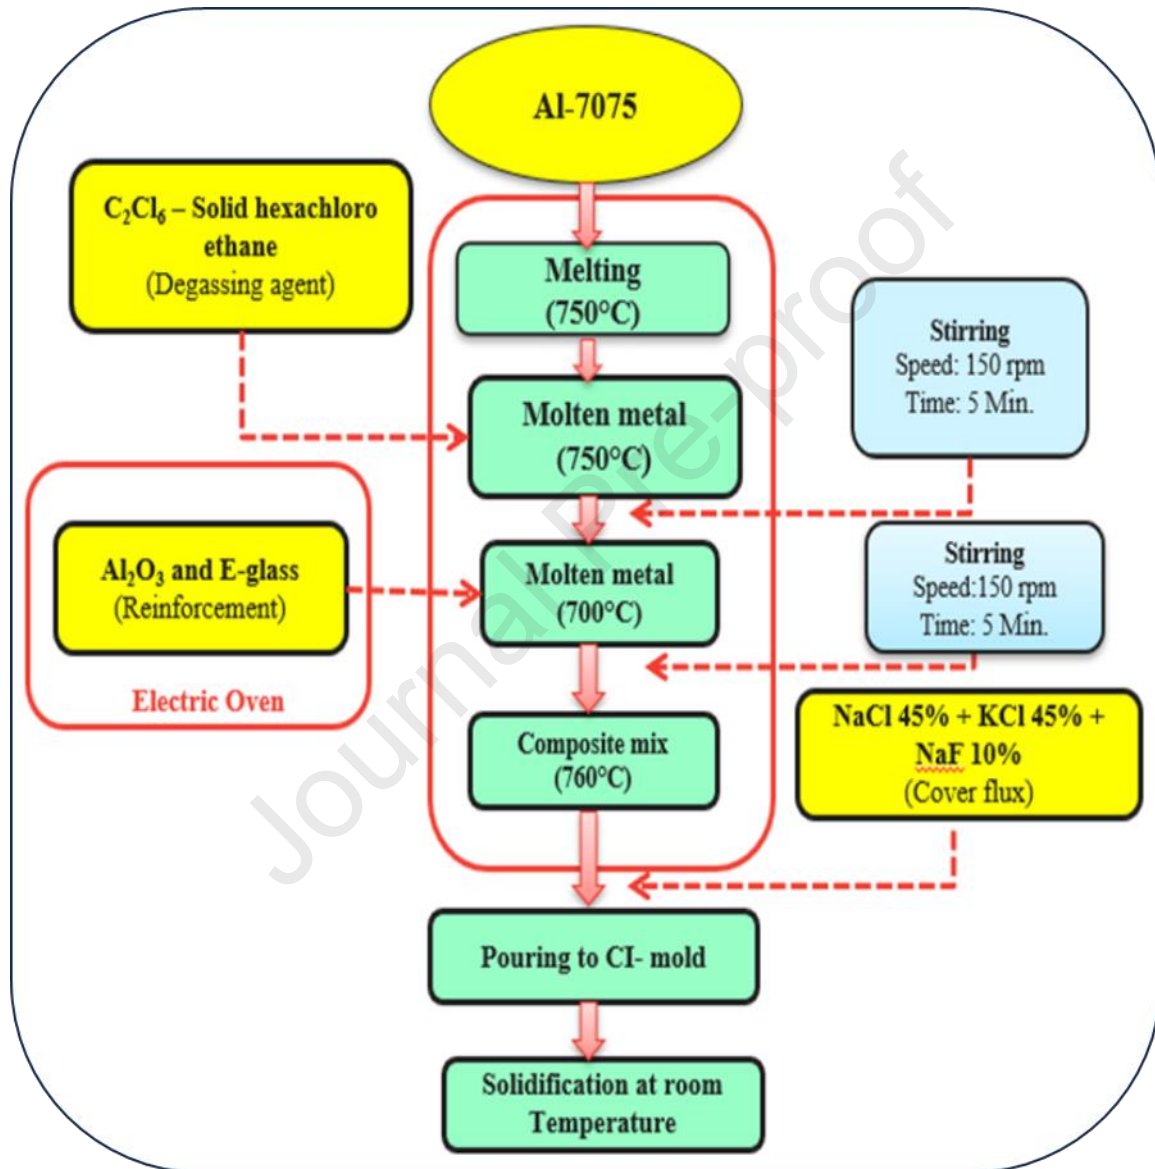 Al-7075
C₂Cl₆ – Solid hexachloro
ethane
(Degassing agent)
Melting
(750°C)
Stirring
Speed: 150 rpm
Time: 5 Min.
Molten metal
(750°C)
Al₂O₃ and E-glass
(Reinforcement)
Electric Oven
Molten metal
(700°C)
Stirring
Speed:150 rpm
Time: 5 Min.
Composite mix
(760°C)
NaCl 45% + KCl 45% +
NaF 10%
(Cover flux)
Pouring to CI- mold
Solidification at room
Temperature
Journal Pre-proof